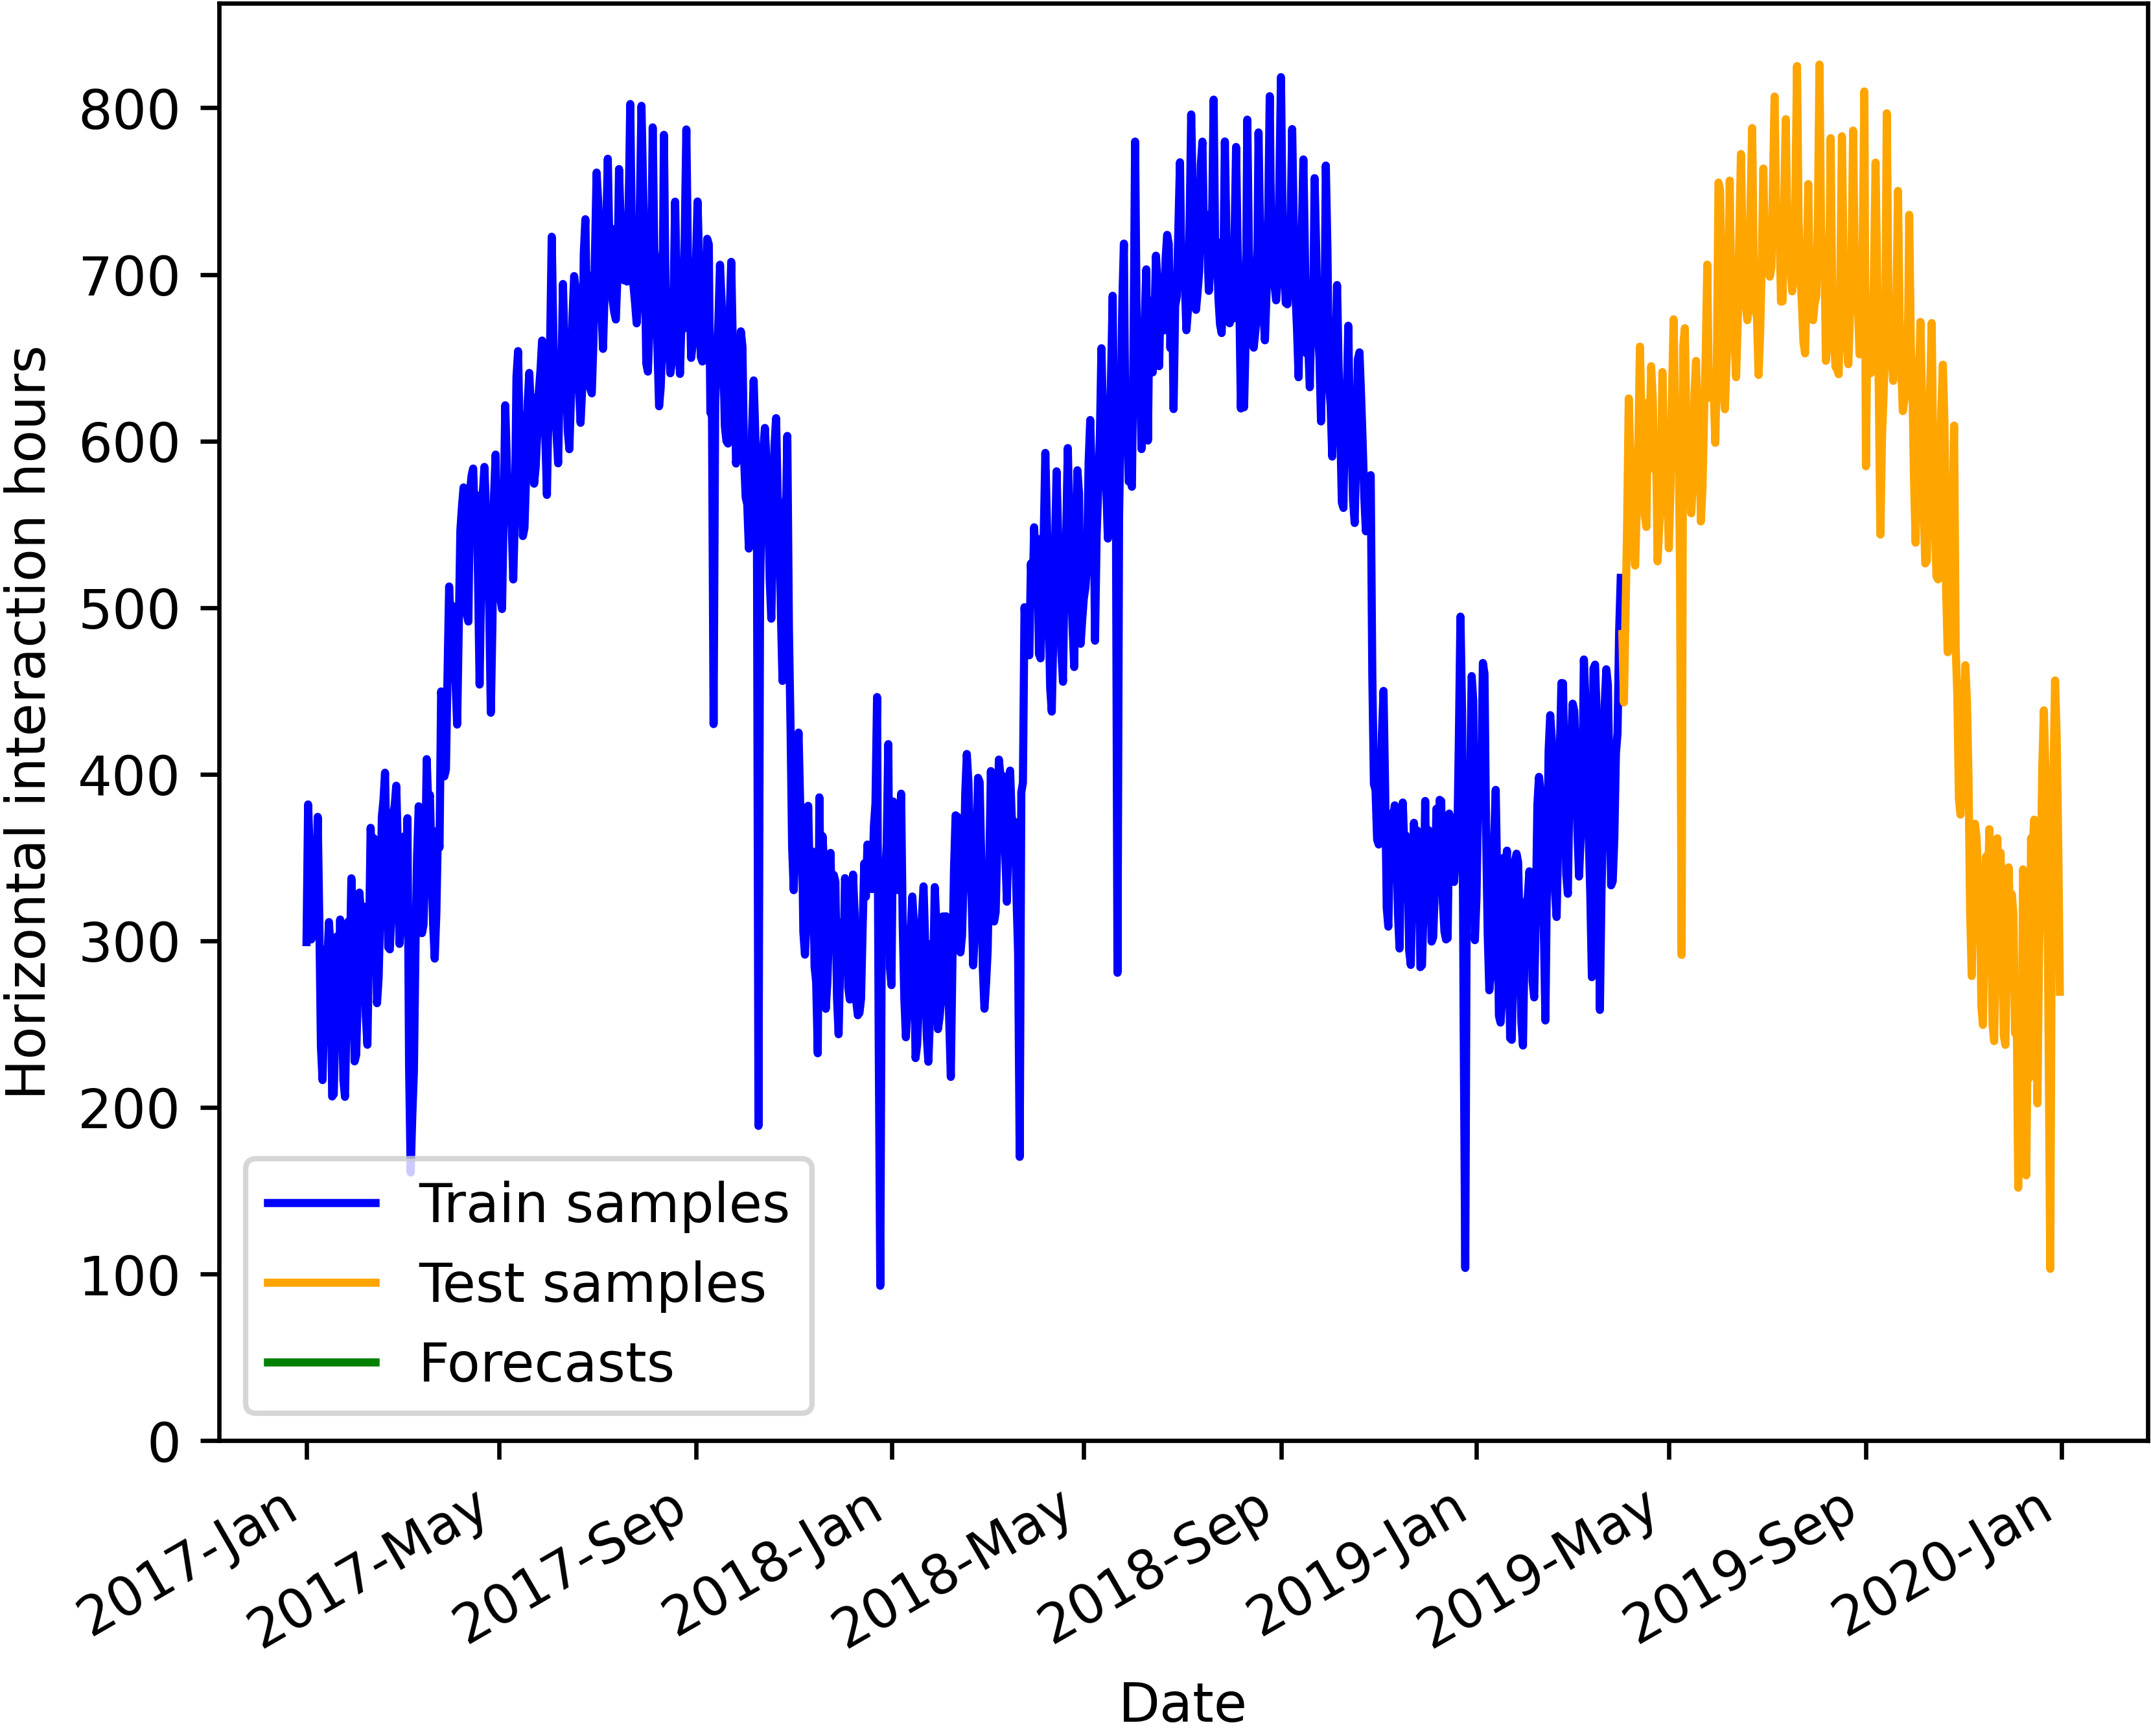 Horizontal interaction hours
800
700
600
500
400
300
200
100
0
Train samples
Test samples
Forecasts
2017-Jan
2017-May
2017-Sep
2018-Jan
2018-May
2018-Sep
2019-Jan
2019-May
2019-Sep
2020-Jan
Date